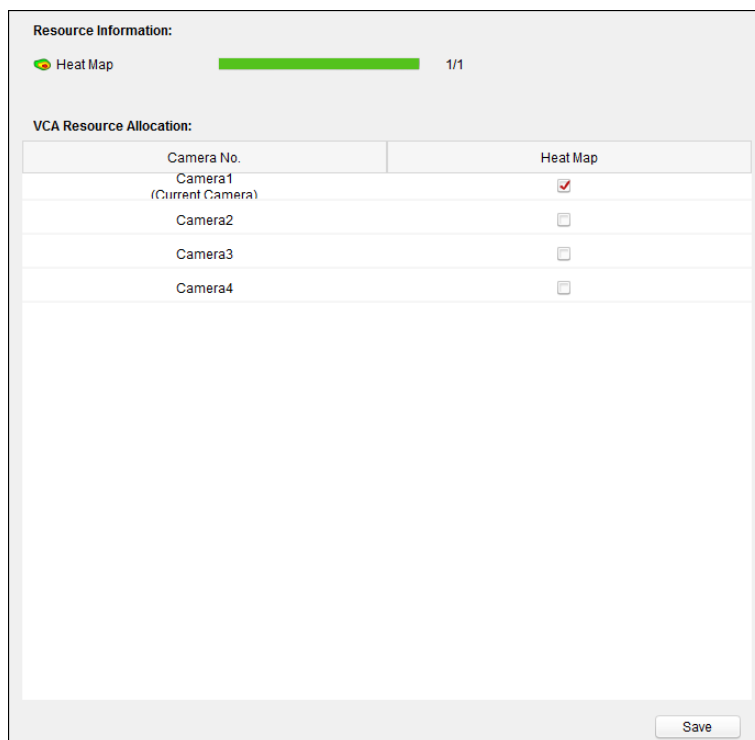 Resource Information:
Heat Map 1/1
VCA Resource Allocation:
Camera No. Heat Map
Camera1
(Current Camera)
Camera2
Camera3
Camera4
Save